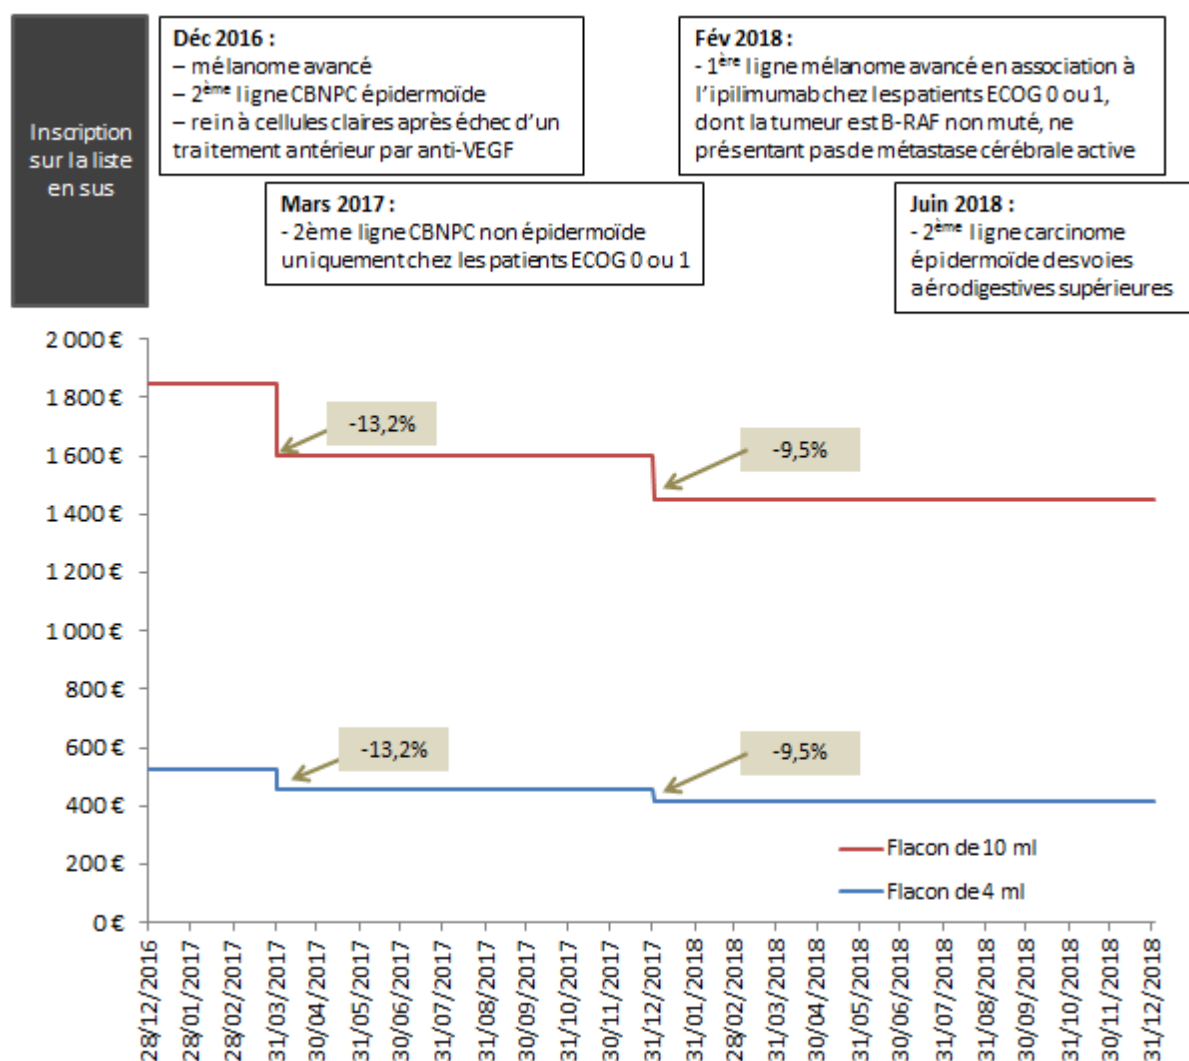 Inscription
sur la liste
en sus
Déc 2016 :
– mélanome avancé
– 2ème ligne CBNPC épidermoïde
– rein à cellules claires après échec d’un
traitement antérieur par anti-VEGF
Mars 2017 :
- 2ème ligne CBNPC non épidermoïde
uniquement chez les patients ECOG 0 ou 1
Fév 2018 :
- 1ère ligne mélanome avancé en association à
l’ipilimumab chez les patients ECOG 0 ou 1,
dont la tumeur est B-RAF non muté, ne
présentant pas de métastase cérébrale active
Juin 2018 :
- 2ème ligne carcinome
épidermoïde des voies
aérodigestives supérieures
2 000 €
1 800 €
1 600 €
1 400 €
1 200 €
1 000 €
800 €
600 €
400 €
200 €
0 €
-13,2%
-9,5%
-13,2%
-9,5%
Flacon de 10 ml
Flacon de 4 ml
28/12/2016
28/01/2017
28/02/2017
31/03/2017
30/04/2017
31/05/2017
30/06/2017
31/07/2017
31/08/2017
30/09/2017
31/10/2017
30/11/2017
31/12/2017
31/01/2018
28/02/2018
31/03/2018
30/04/2018
31/05/2018
30/06/2018
31/07/2018
31/08/2018
30/09/2018
31/10/2018
30/11/2018
31/12/2018